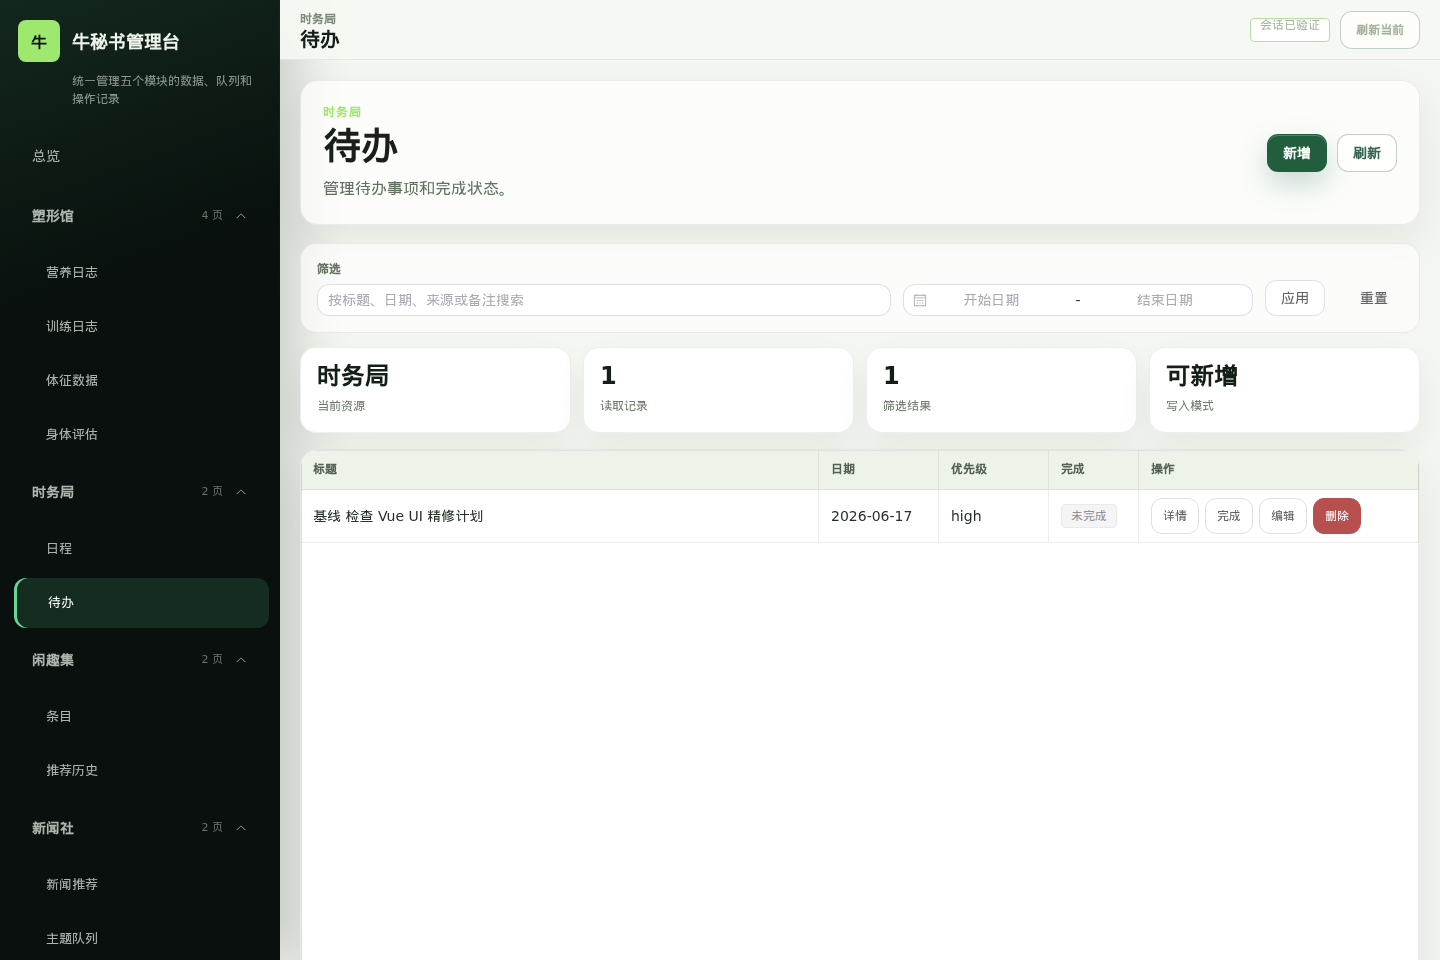 牛
牛秘书管理台
统一管理五个模块的数据、队列和
操作记录
总览
塑形馆 4 页
营养日志
训练日志
体征数据
身体评估
时务局 2 页
日程
待办
闲趣集 2 页
条目
推荐历史
新闻社 2 页
新闻推荐
主题队列
时务局
待办
会话已验证
刷新当前
时务局
待办
管理待办事项和完成状态。
新增
刷新
筛选
按标题、日期、来源或备注搜索
开始日期 - 结束日期
应用
重置
时务局
当前资源
1
读取记录
1
筛选结果
可新增
写入模式
标题 日期 优先级 完成 操作
基线 检查 Vue UI 精修计划 2026-06-17 high 未完成 详情 完成 编辑 删除